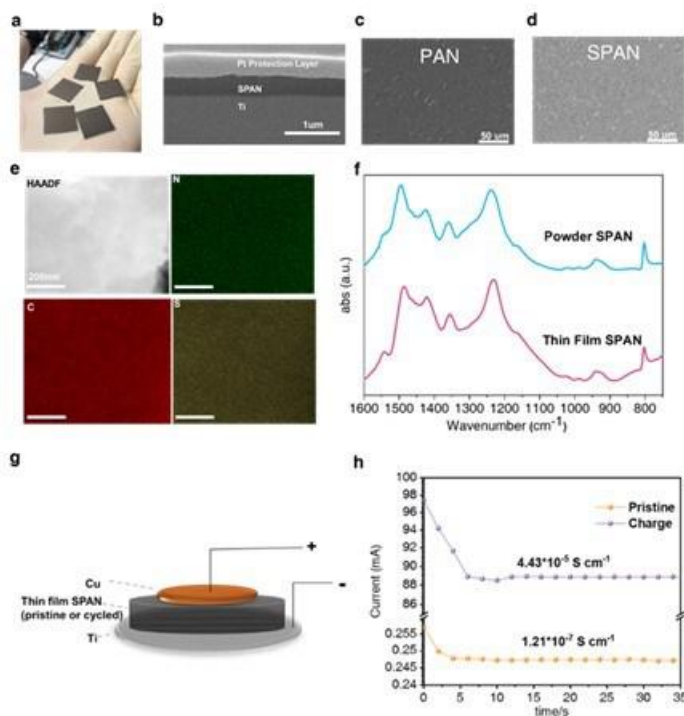 a
b
Pt Protection Layer
SPAN
Ti
1um
c
PAN
50 um
d
SPAN
50 um
e
HAADF
200nm
N
C
S
f
abs (a.u.)
Powder SPAN
Thin Film SPAN
1600 1500 1400 1300 1200 1100 1000 900 800
Wavenumber (cm⁻¹)
g
+
-
Cu
Thin film SPAN
(pristine or cycled)
Ti
h
Current (mA)
100
98
96
94
92
90
88
86
0.255
0.25
0.245
0.24
Pristine
Charge
4.43*10⁻⁵ S cm⁻¹
1.21*10⁻⁷ S cm⁻¹
0 5 10 15 20 25 30 35
time/s